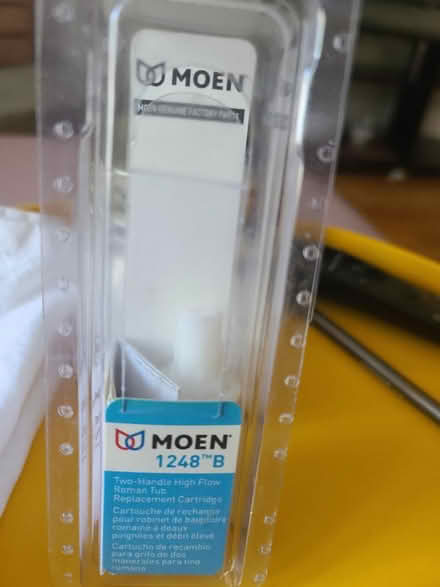 MOEN
MOEN GENUINE FACTORY PARTS
MOEN
1248™B
Two-Handle High Flow
Roman Tub
Replacement Cartridge
Cartouche de rechange
pour robinet de baignoire
romaine à deux
poignées et débit élevé
Cartucho de recambio
para grifo de dos
manerales para tina
romana